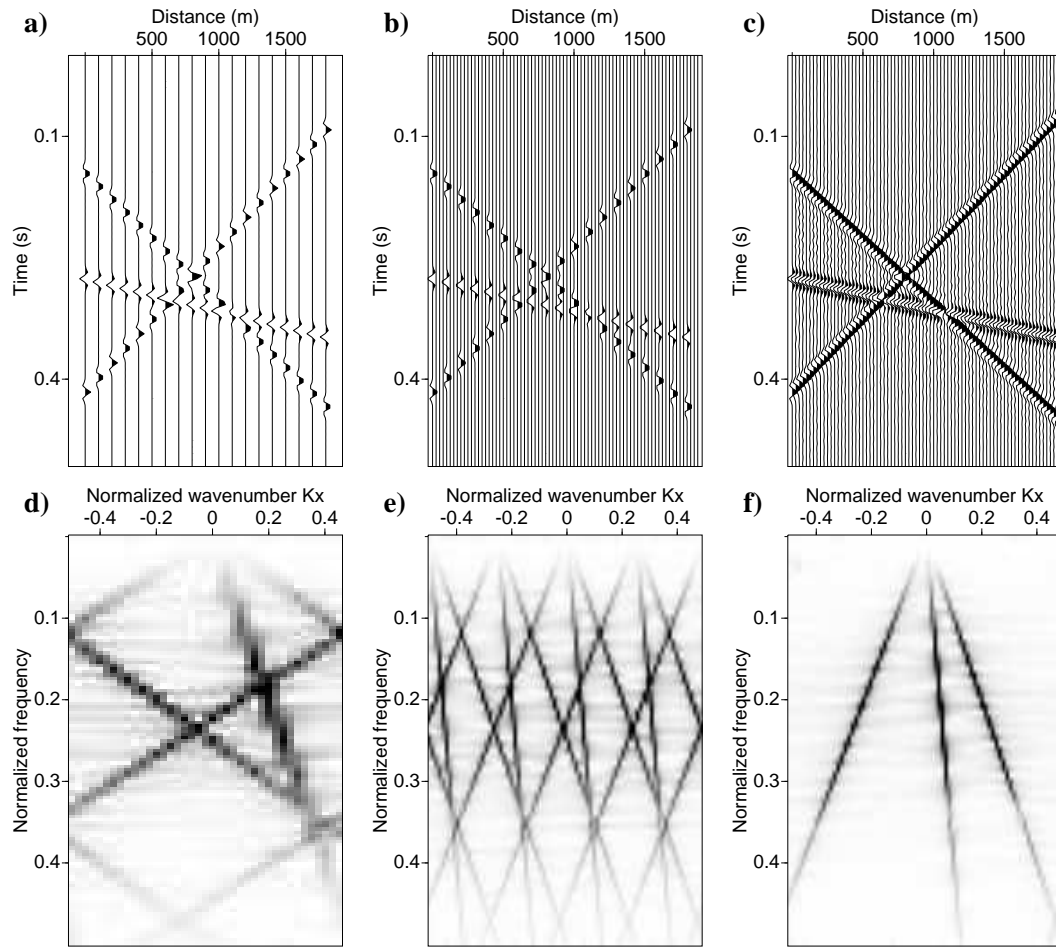 a) Distance (m) b) Distance (m) c) Distance (m)
500 1000 1500 500 1000 1500 500 1000 1500
Time (s) 0.1 Time (s) 0.1 Time (s) 0.1
0.4 0.4 0.4
d) Normalized wavenumber Kx e) Normalized wavenumber Kx f) Normalized wavenumber Kx
-0.4 -0.2 0 0.2 0.4 -0.4 -0.2 0 0.2 0.4 -0.4 -0.2 0 0.2 0.4
0.1 0.1 0.1
Normalized frequency 0.2 Normalized frequency 0.2 Normalized frequency 0.2
0.3 0.3 0.3
0.4 0.4 0.4